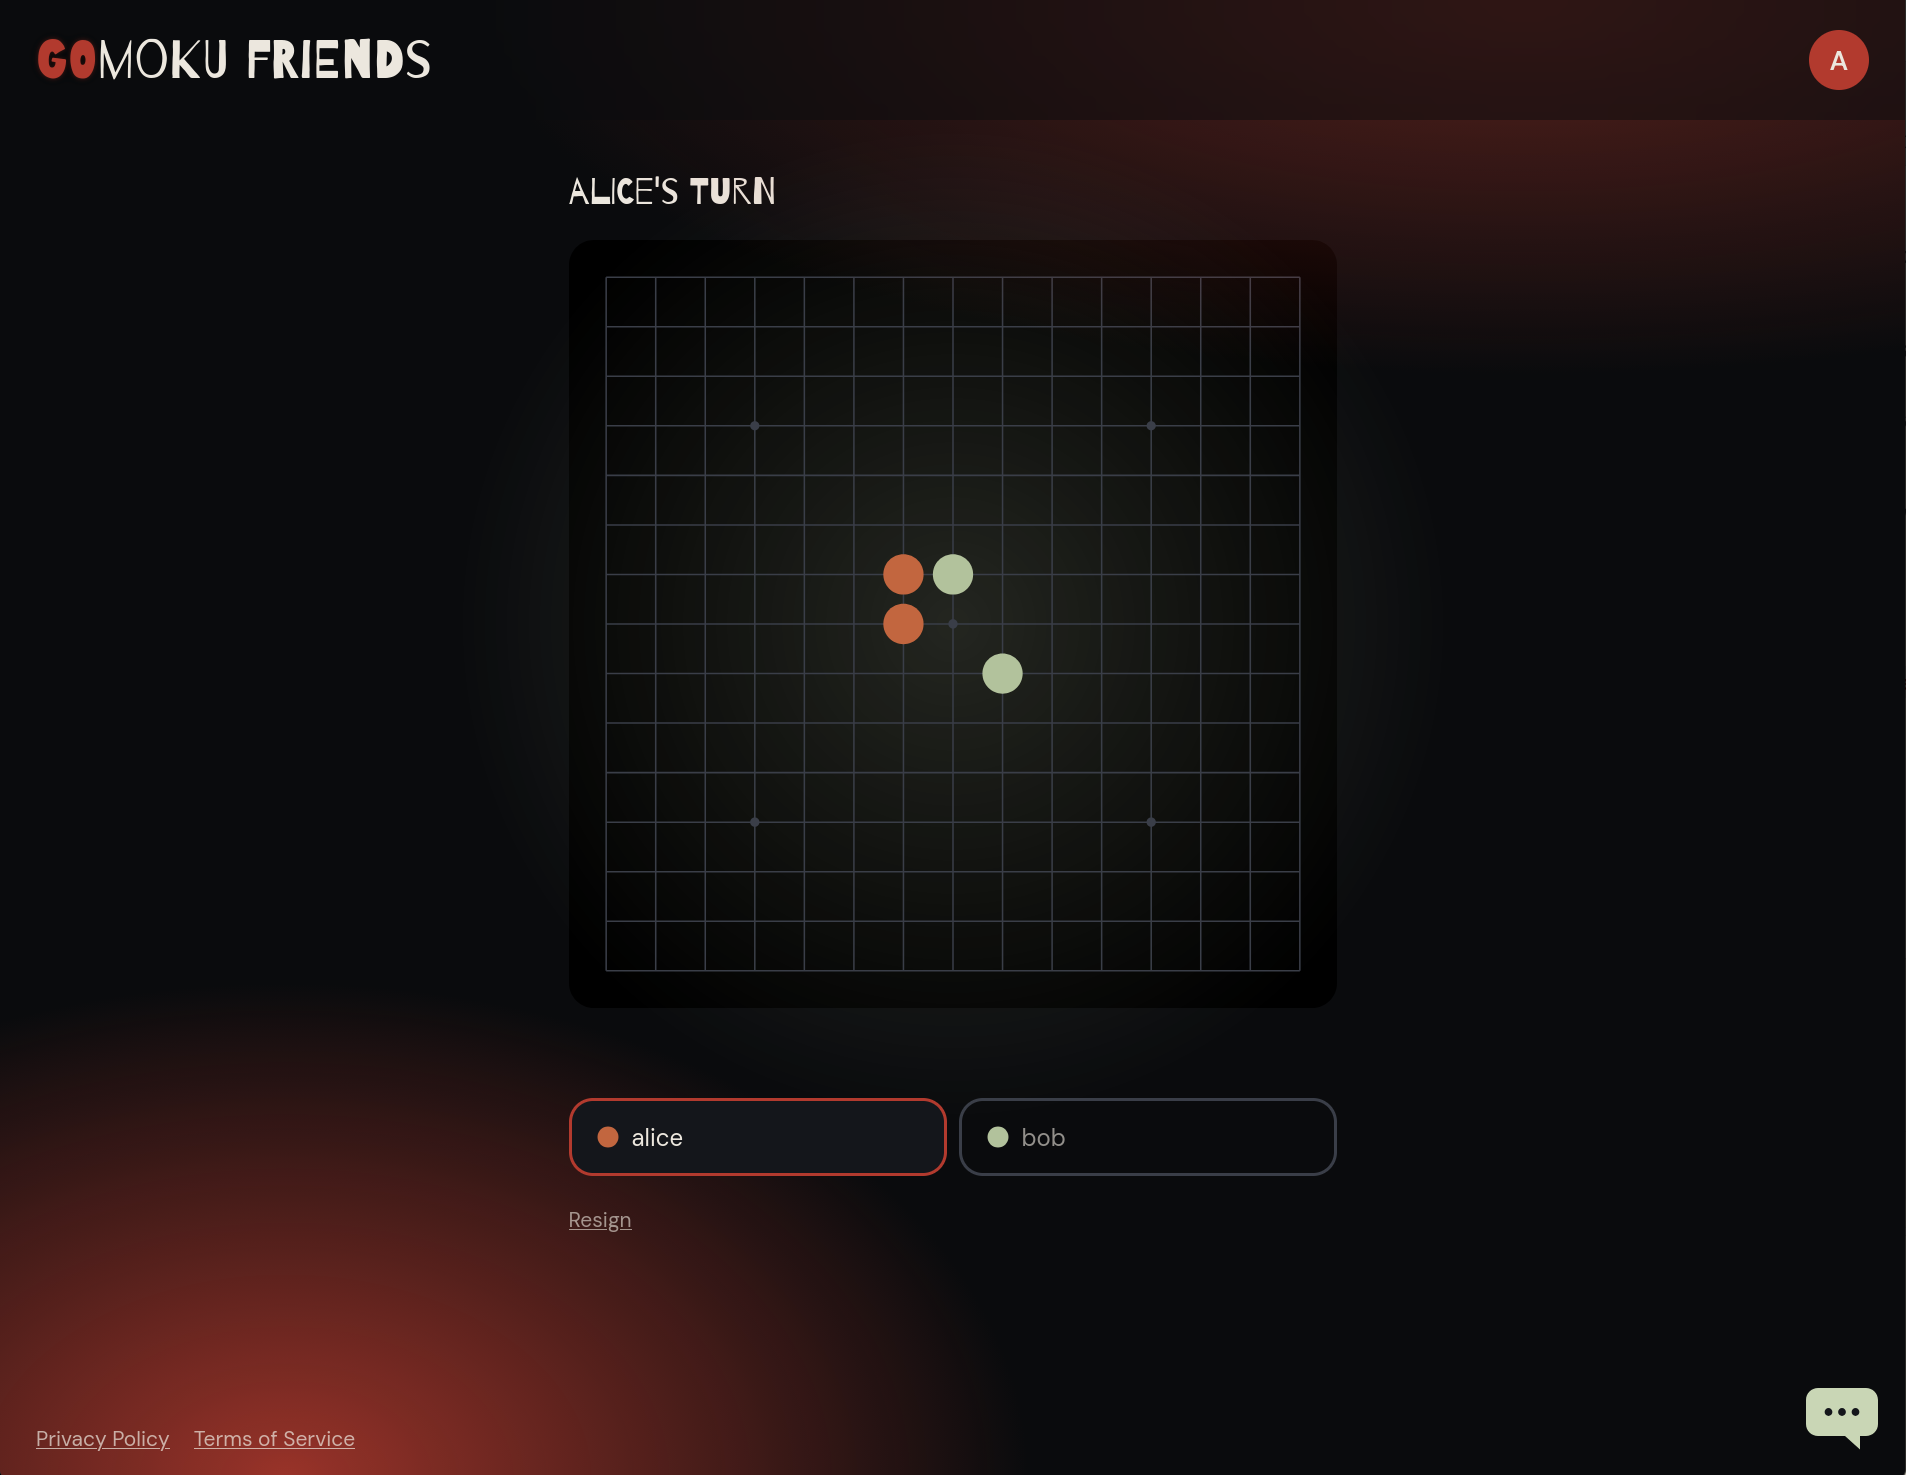 GOMOKU FRIENDS
A
ALICE'S TURN
alice
bob
Resign
Privacy Policy Terms of Service